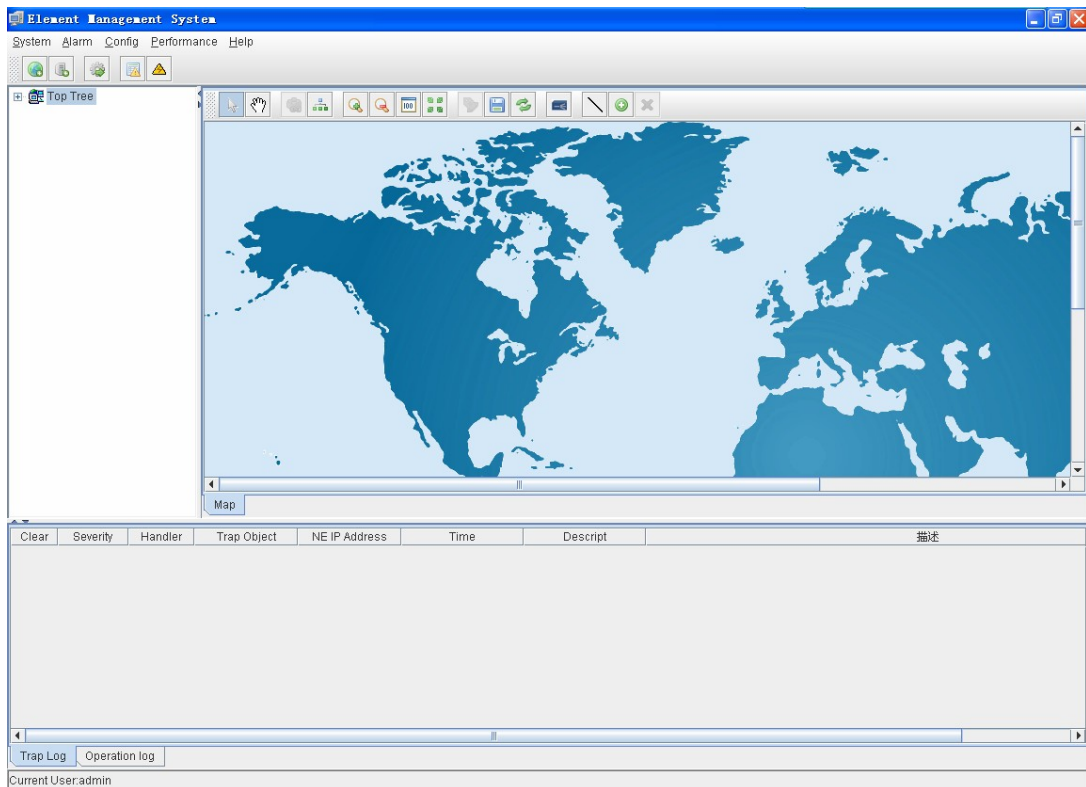 Element Management System
System Alarm Config Performance Help
Top Tree
100
Map
Clear Severity Handler Trap Object NE IP Address Time Descript 描述
Trap Log Operation log
Current User:admin